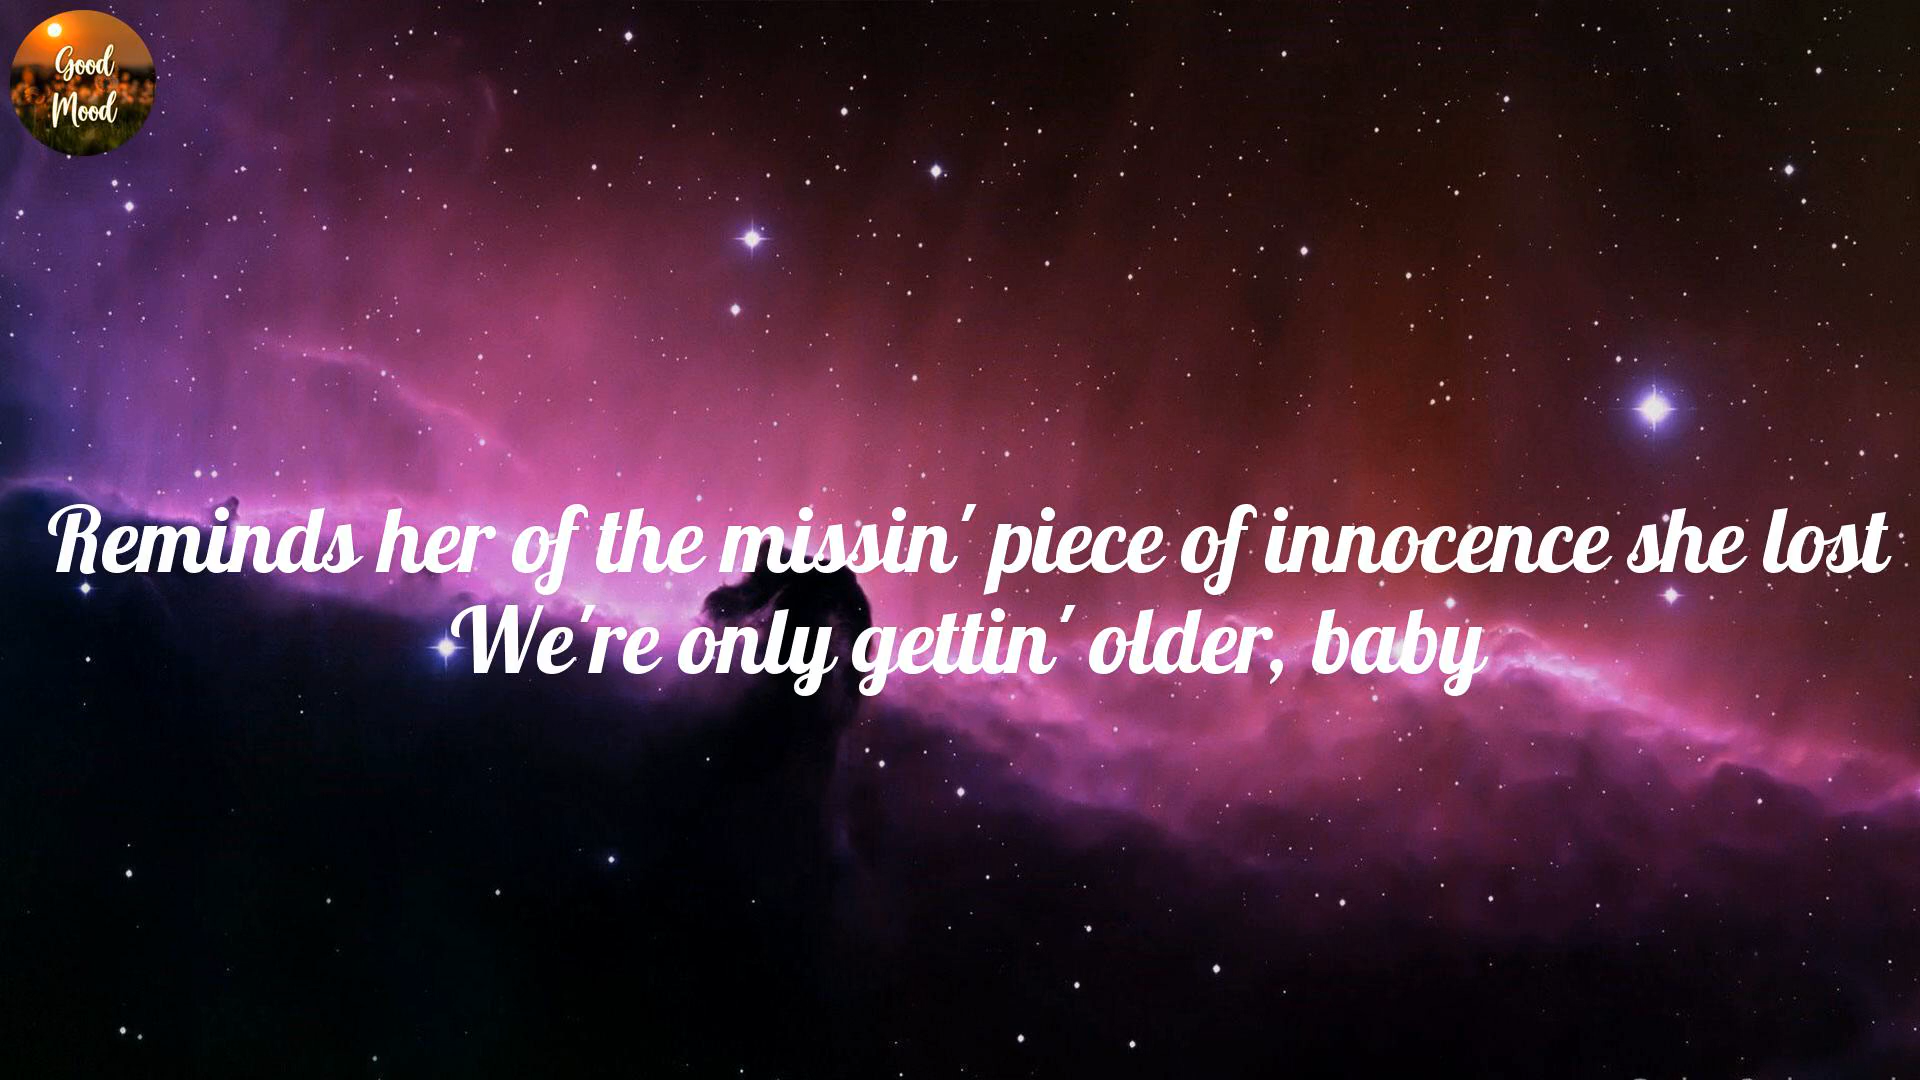 Good
Mood
Reminds her of the missin' piece of innocence she lost
We're only gettin' older, baby